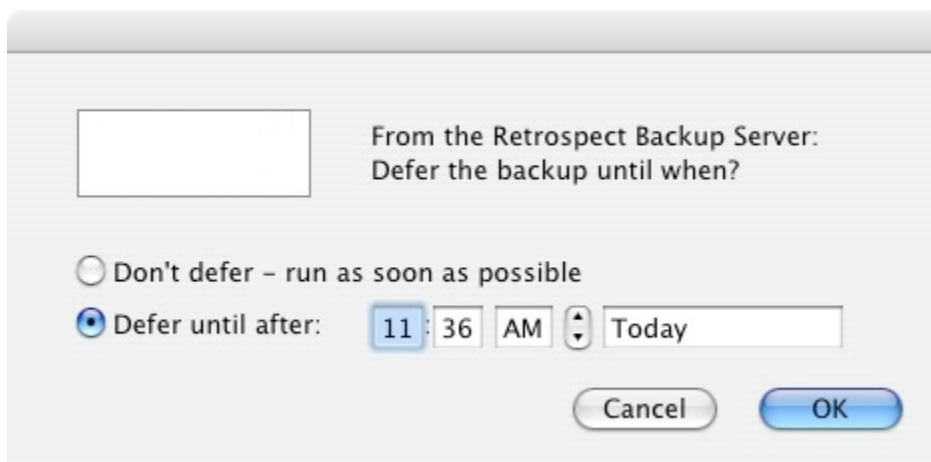 From the Retrospect Backup Server:
Defer the backup until when?
Don't defer – run as soon as possible
Defer until after: 11 : 36 AM Today
Cancel OK